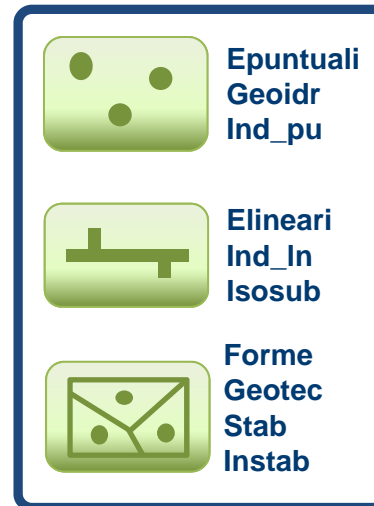 Epuntuali
Geoidr
Ind_pu
Elineari
Ind_ln
Isosub
Forme
Geotec
Stab
Instab